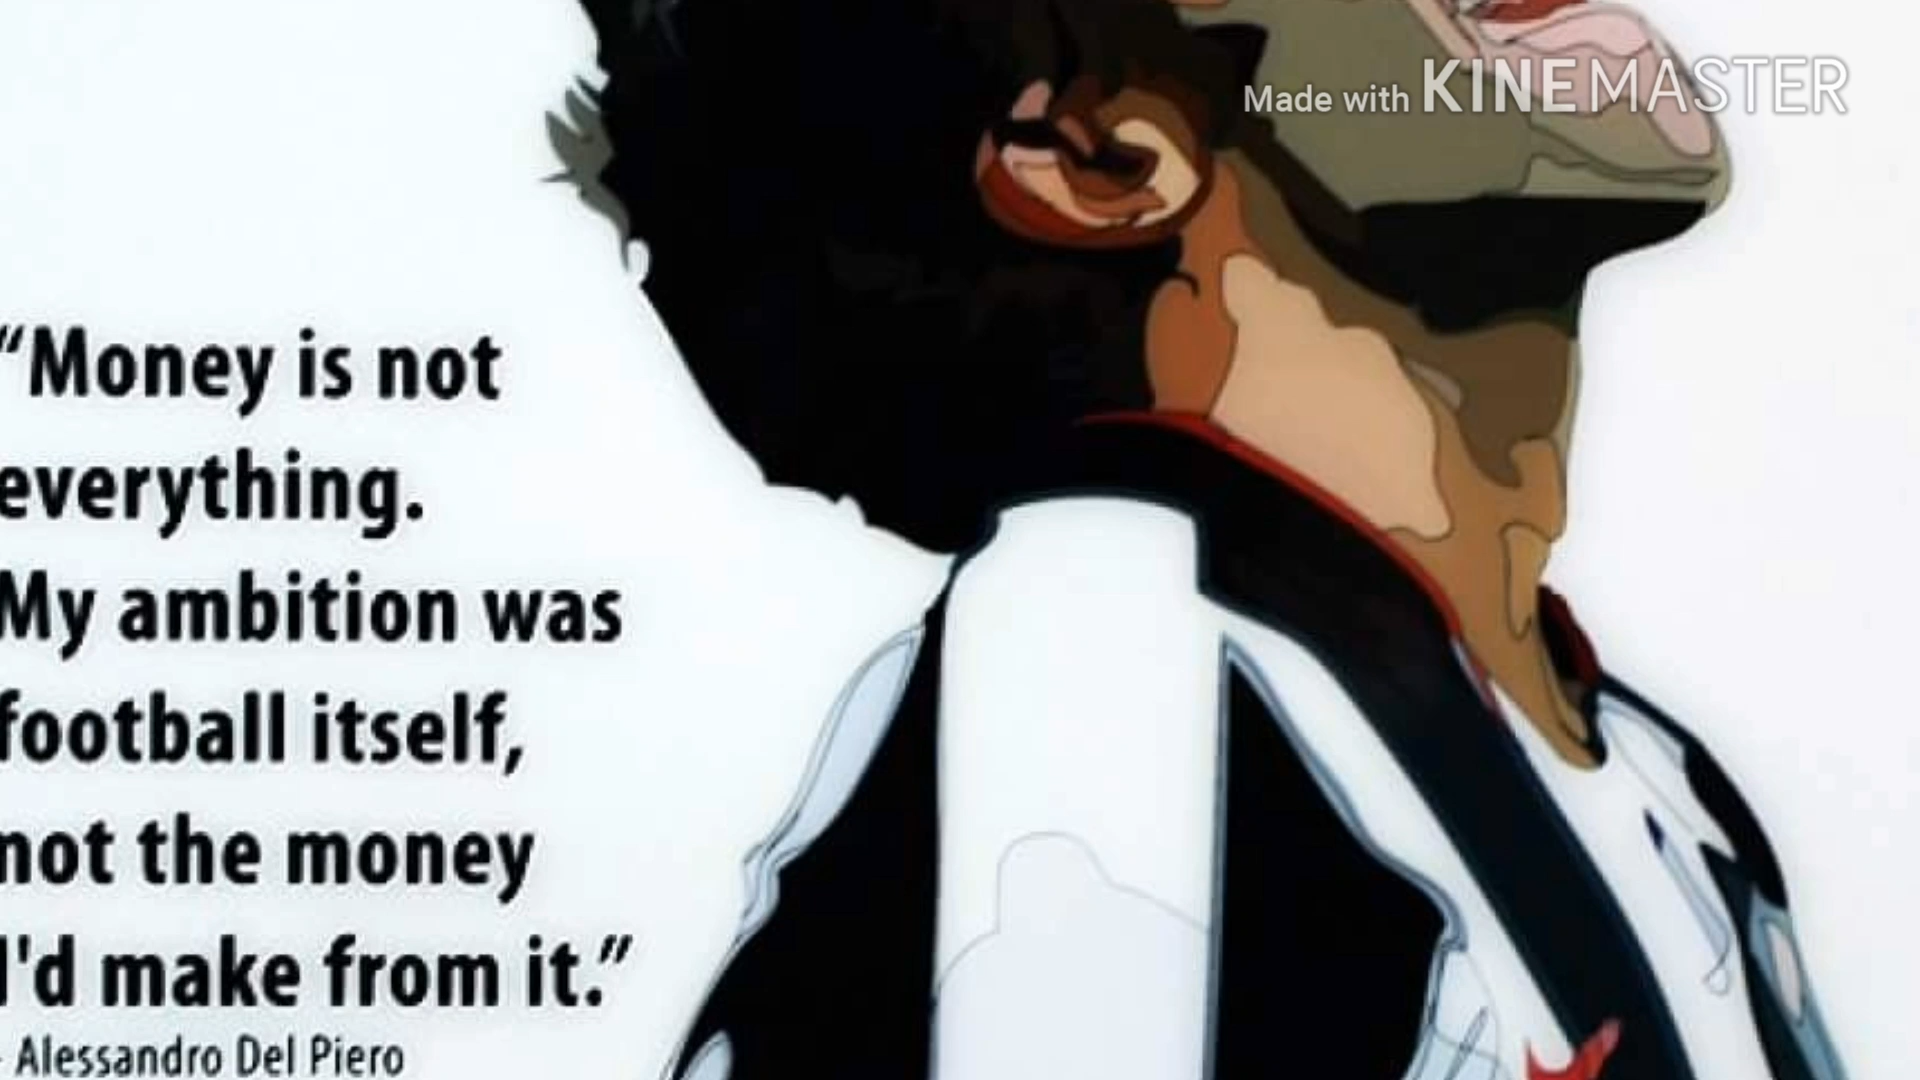 Made with KINEMASTER
“Money is not
everything.
My ambition was
football itself,
not the money
I'd make from it.”
- Alessandro Del Piero